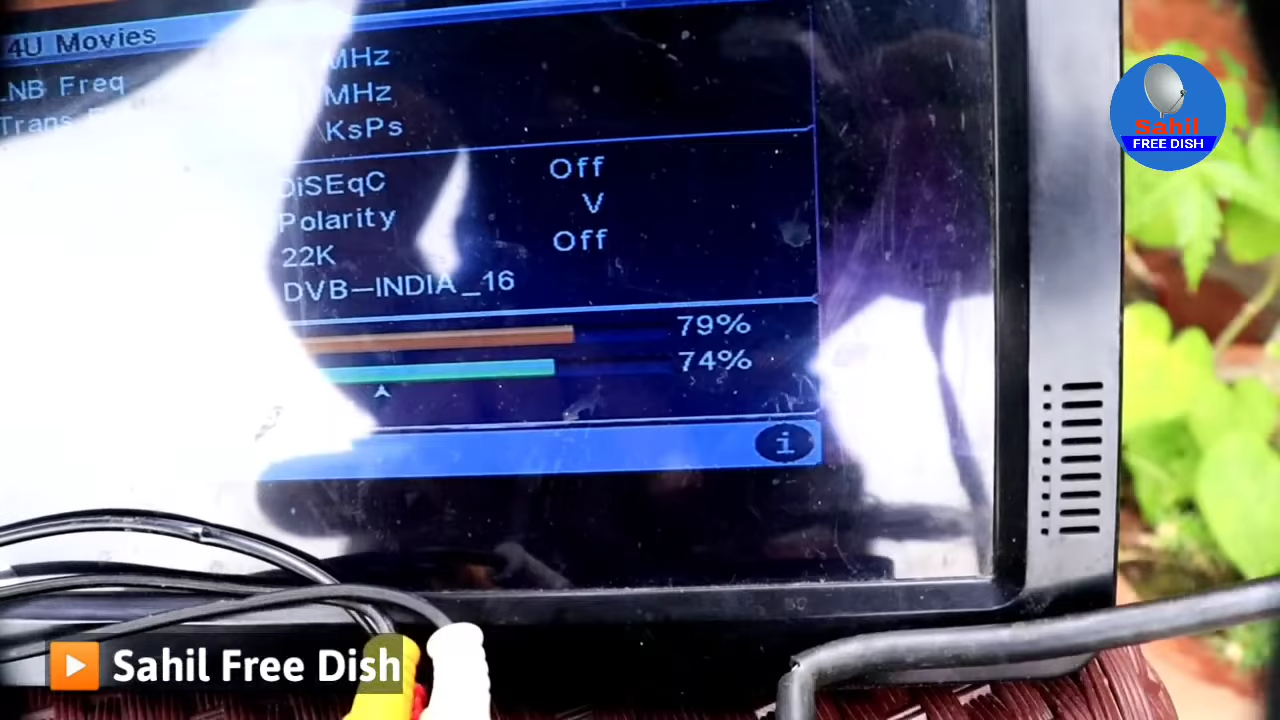 4U Movies
LNB Freq MHz
Trans MHz
KsPs
DiSEqC Off
Polarity V
22K Off
DVB-INDIA_16
79%
74%
i
Sahil
FREE DISH
Sahil Free Dish